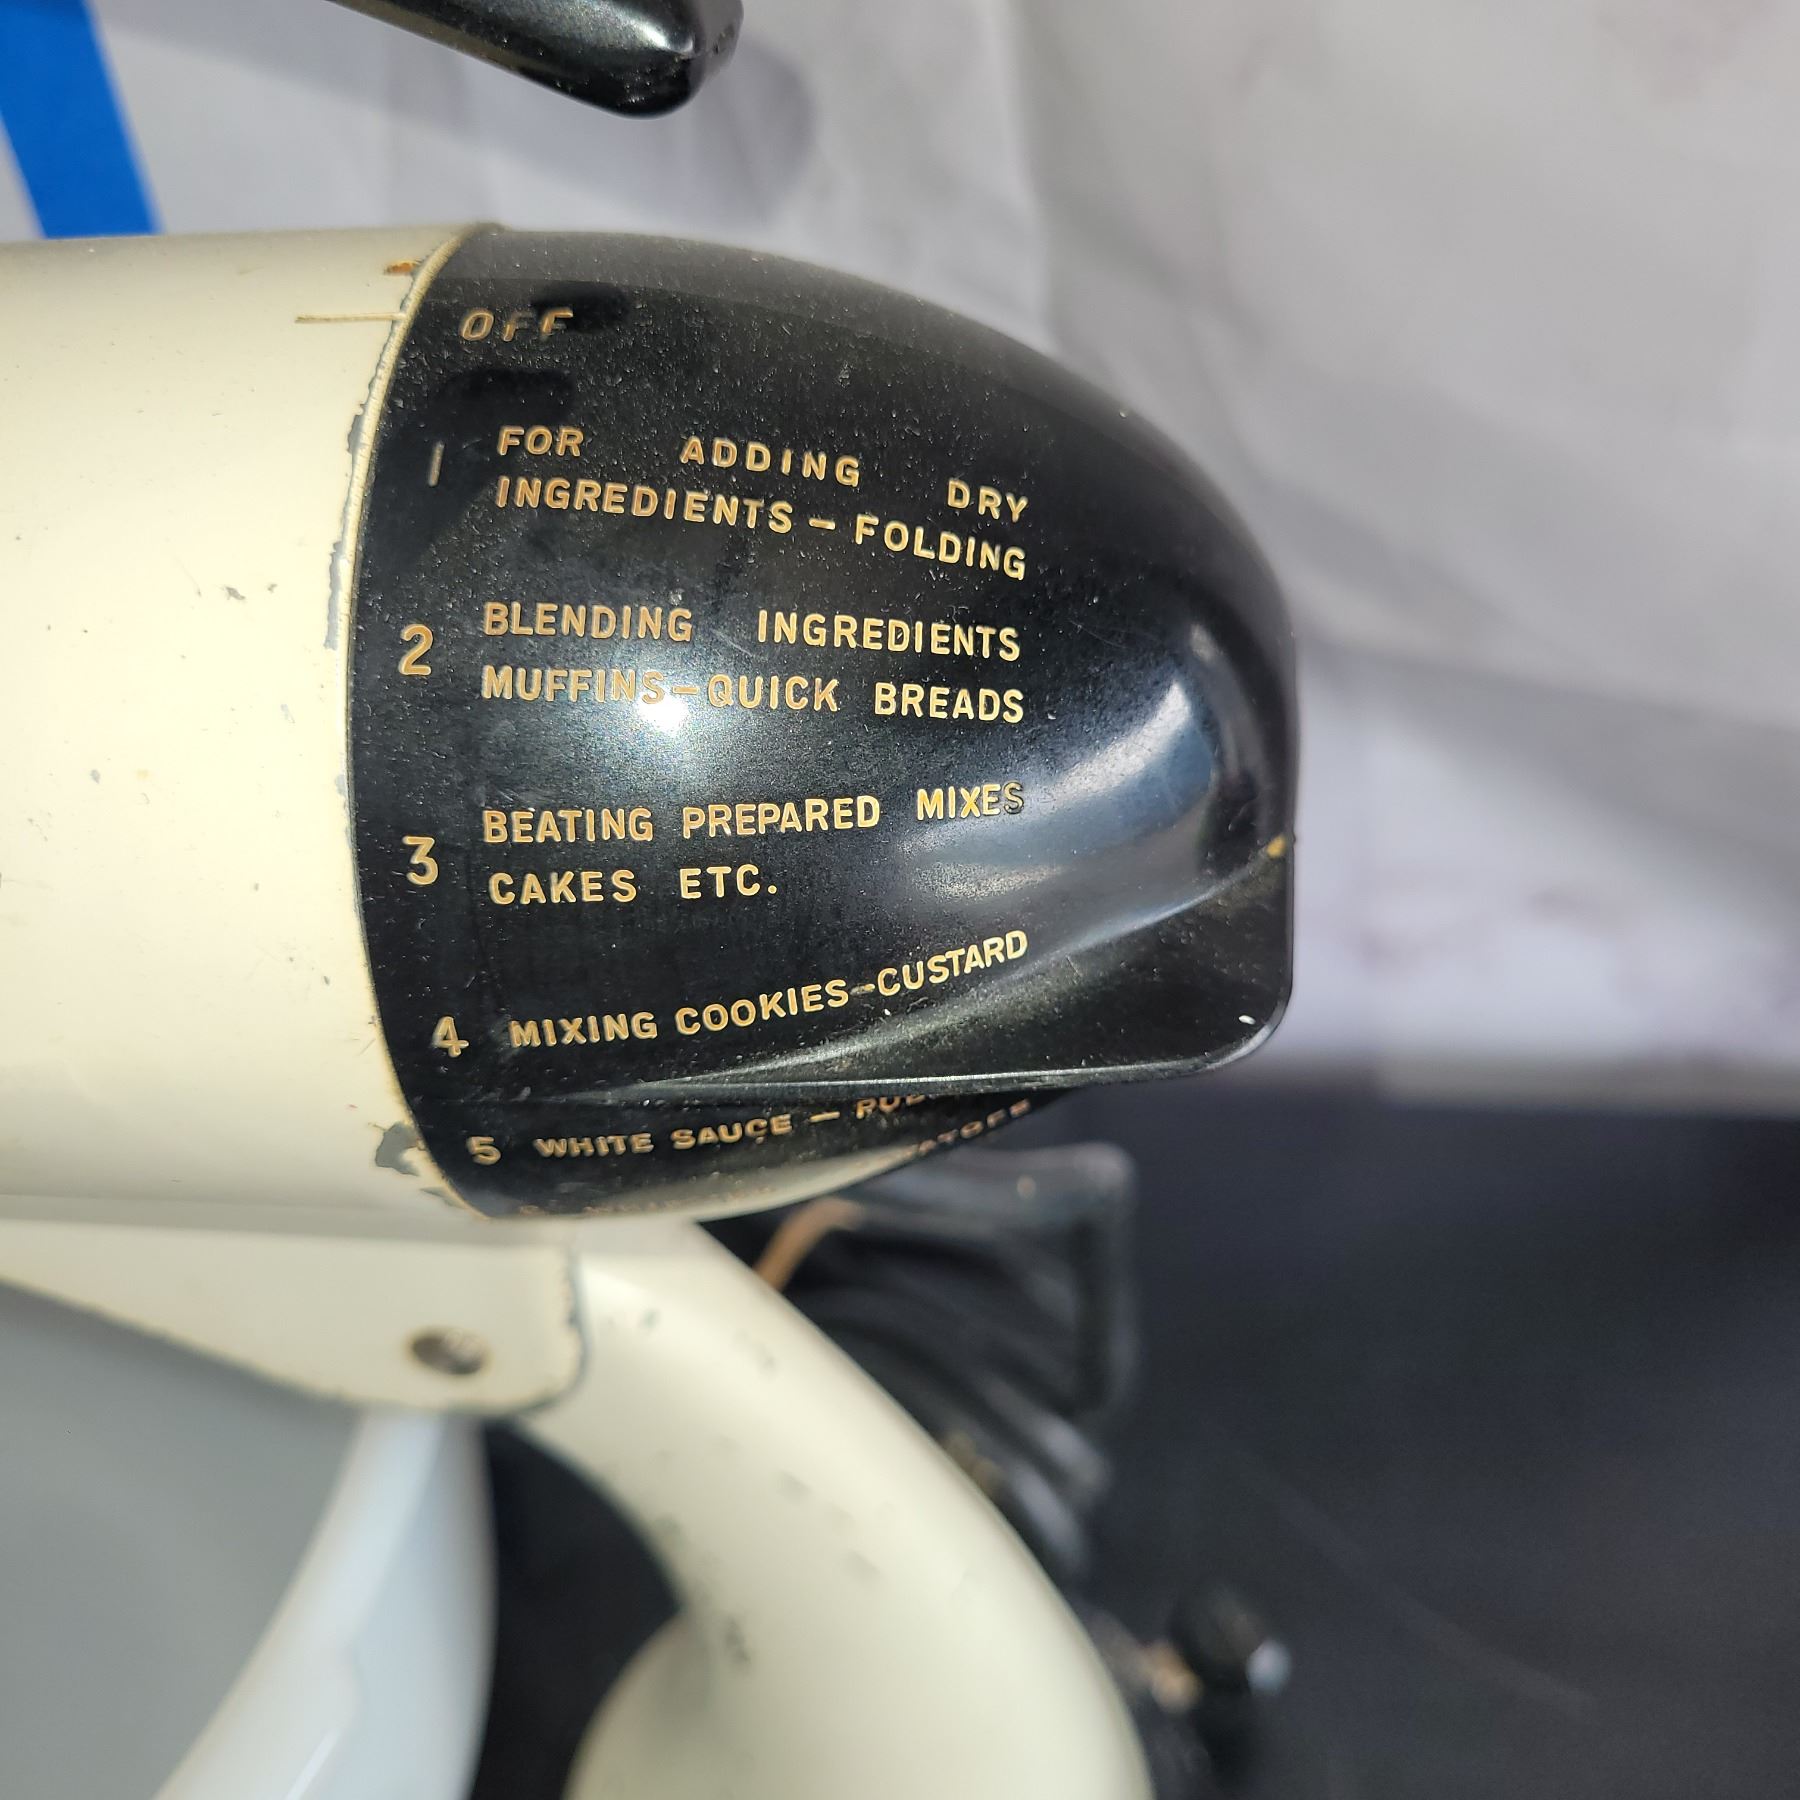 OFF
1 FOR ADDING DRY
INGREDIENTS – FOLDING
2 BLENDING INGREDIENTS
MUFFINS–QUICK BREADS
3 BEATING PREPARED MIXES
CAKES ETC.
4 MIXING COOKIES–CUSTARD
5 WHITE SAUCE –